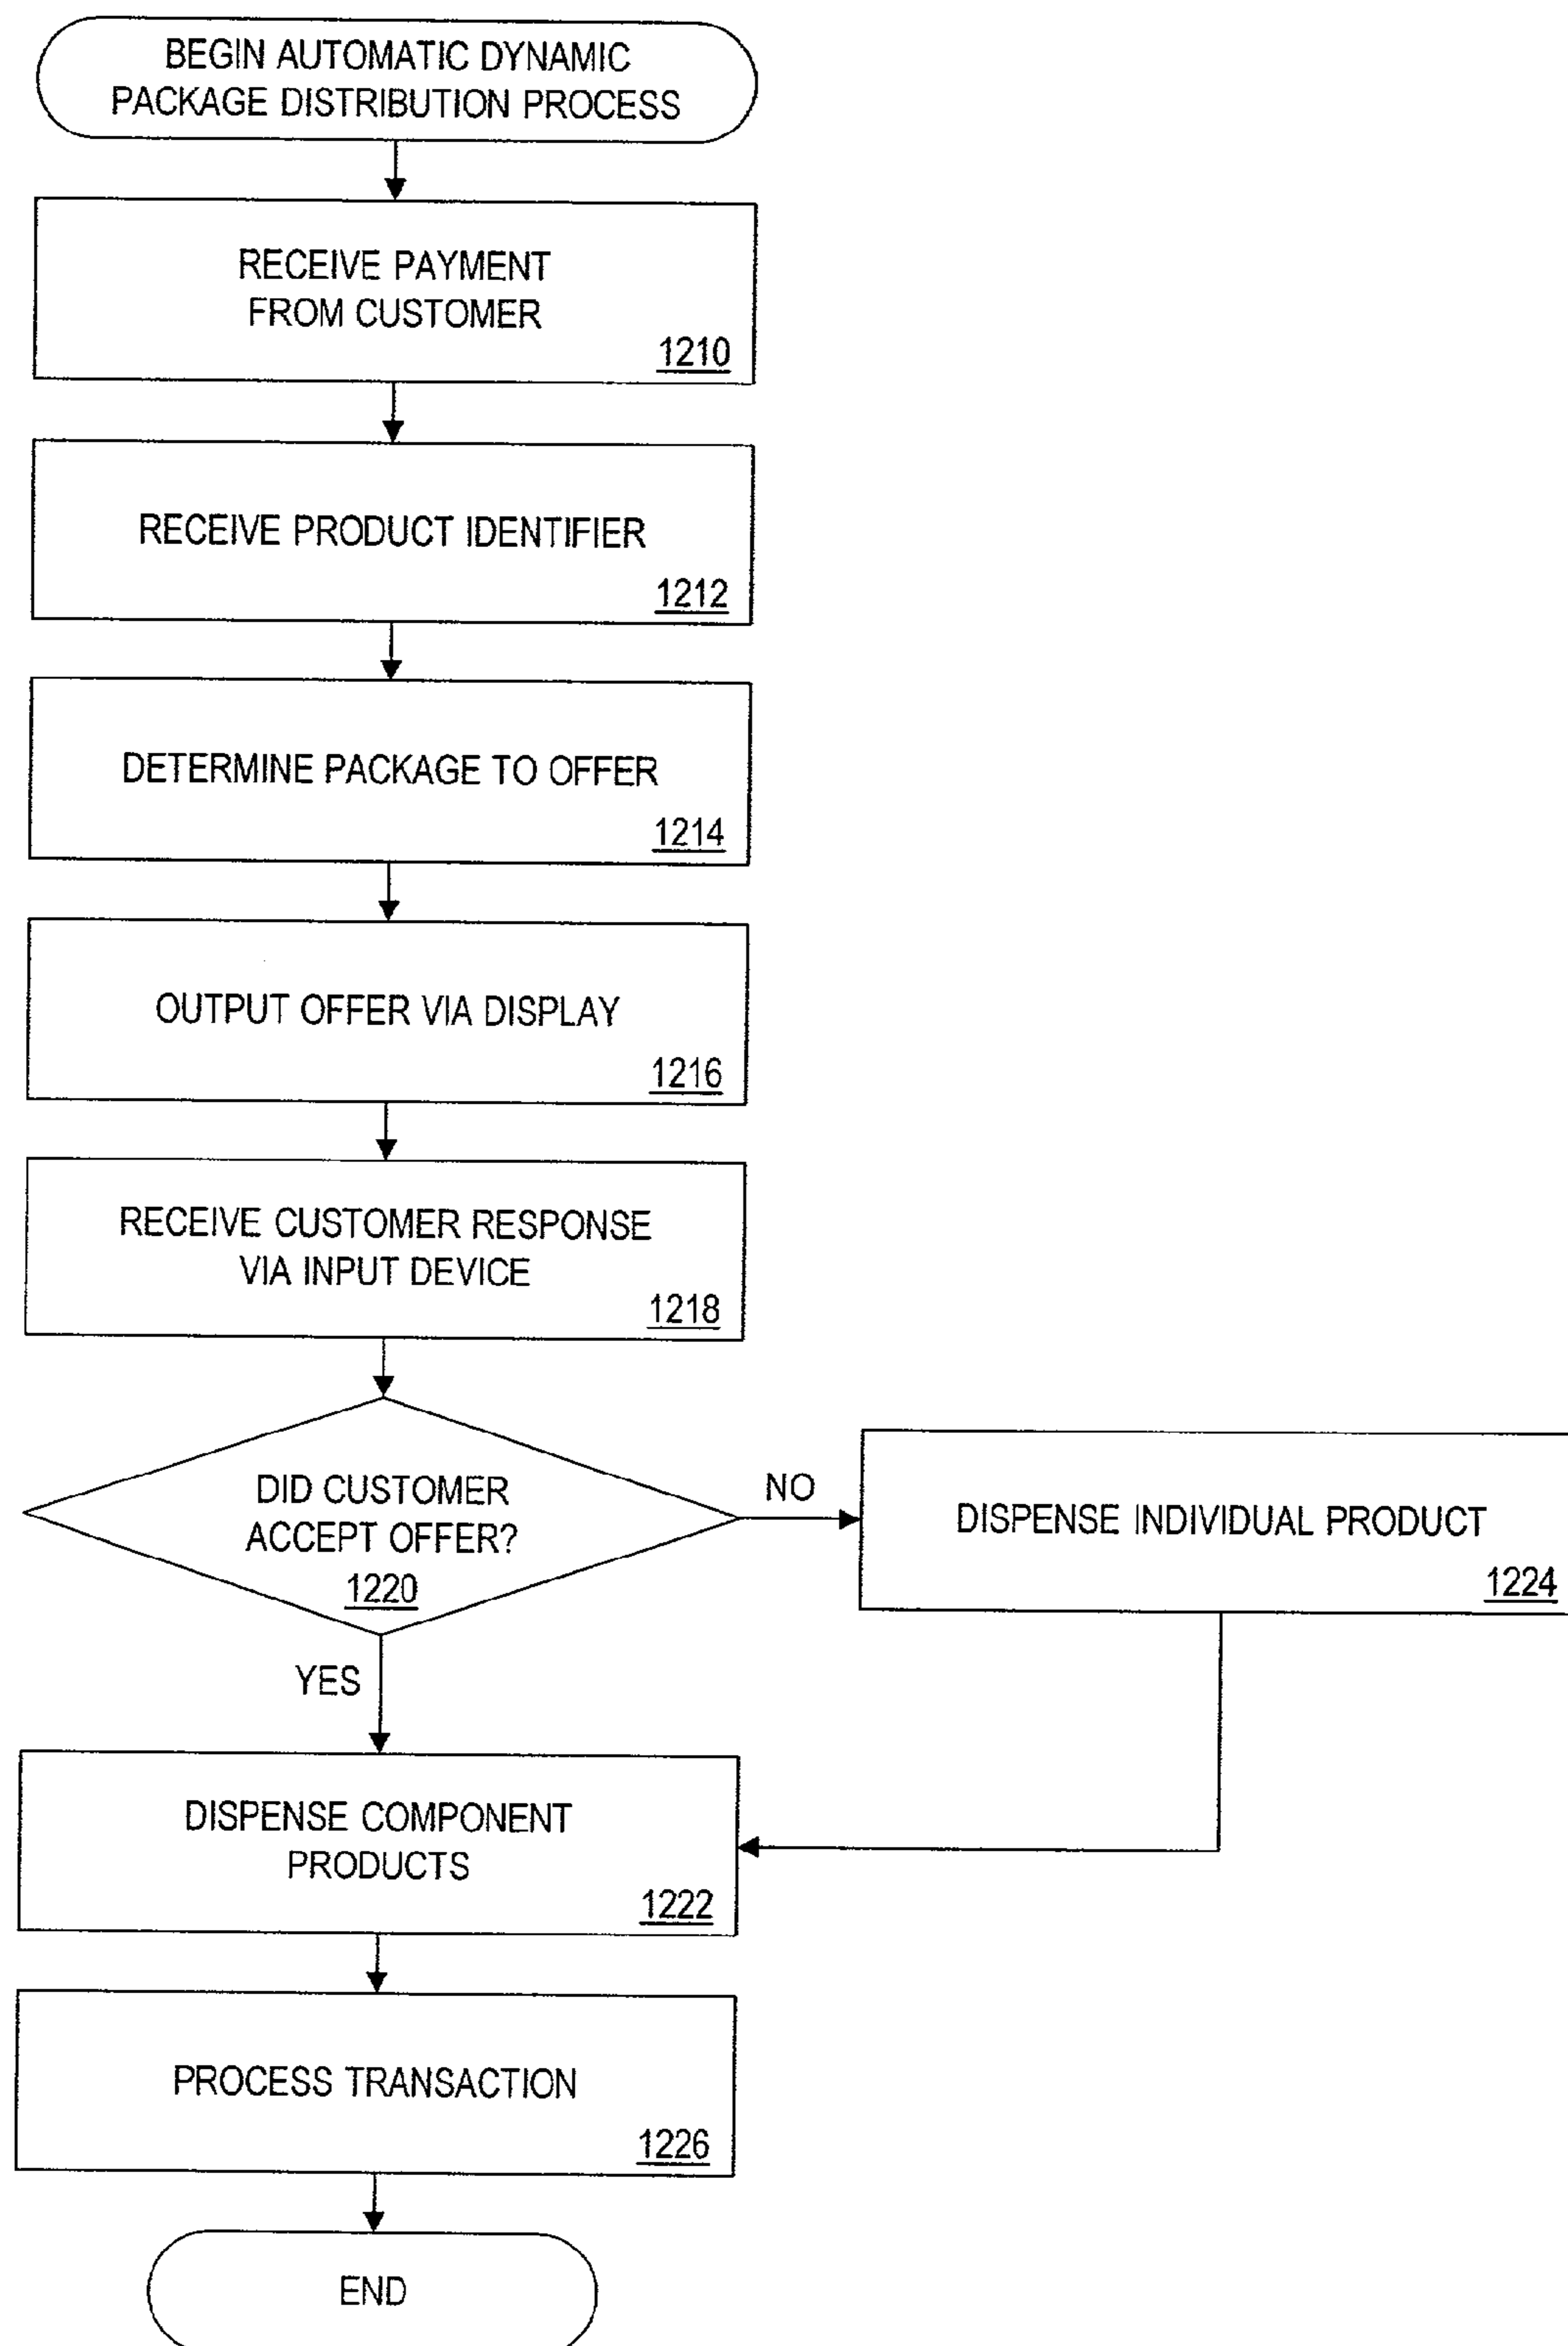 BEGIN AUTOMATIC DYNAMIC
PACKAGE DISTRIBUTION PROCESS
RECEIVE PAYMENT
FROM CUSTOMER
1210
RECEIVE PRODUCT IDENTIFIER
1212
DETERMINE PACKAGE TO OFFER
1214
OUTPUT OFFER VIA DISPLAY
1216
RECEIVE CUSTOMER RESPONSE
VIA INPUT DEVICE
1218
DID CUSTOMER
ACCEPT OFFER?
1220
NO
DISPENSE INDIVIDUAL PRODUCT
1224
YES
DISPENSE COMPONENT
PRODUCTS
1222
PROCESS TRANSACTION
1226
END